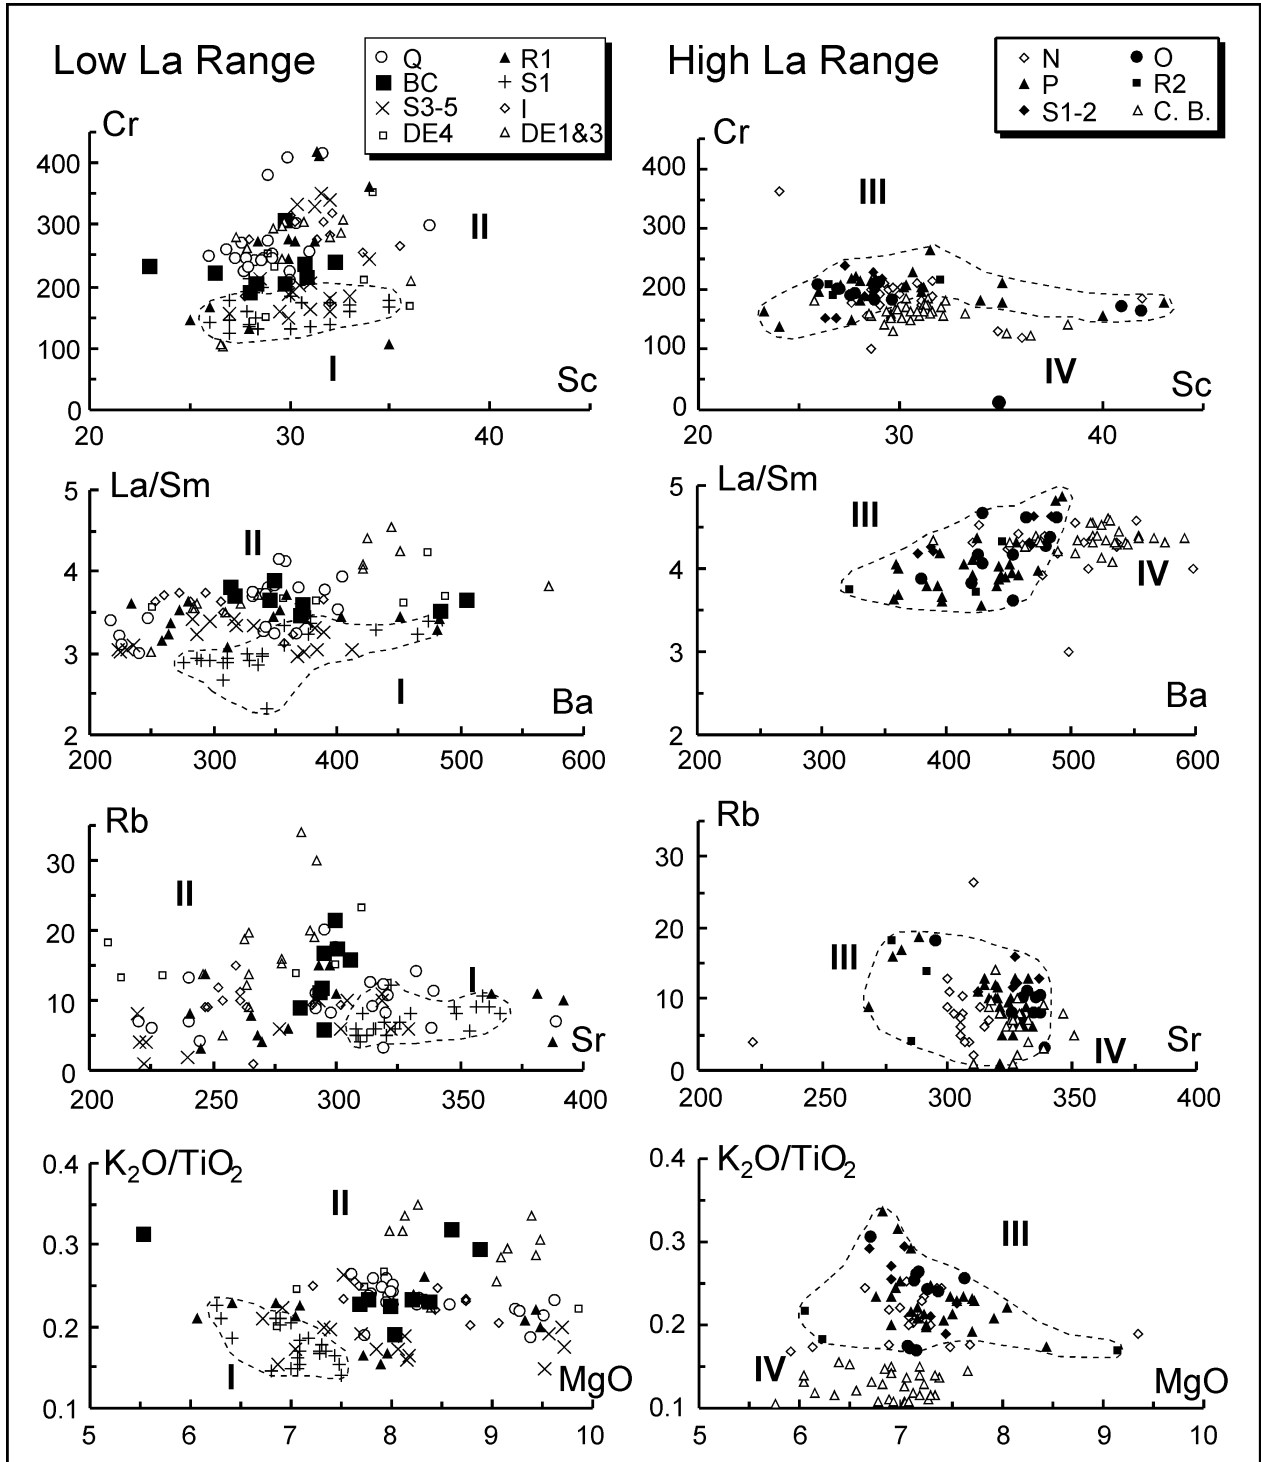 Low La Range
Q R1
BC S1
S3-5 I
DE4 DE1&3
High La Range
N O
P R2
S1-2 C. B.
Cr
400
300
200
100
0
20 30 40
II
I
Sc
Cr
400
300
200
100
0
20 30 40
III
IV
Sc
La/Sm
5
4
3
2
200 300 400 500 600
II
I
Ba
La/Sm
5
4
3
2
200 300 400 500 600
III
IV
Ba
Rb
30
20
10
0
200 250 300 350 400
II
I
Sr
Rb
30
20
10
0
200 250 300 350 400
III
IV
Sr
K2O/TiO2
0.4
0.3
0.2
0.1
5 6 7 8 9 10
II
I
MgO
K2O/TiO2
0.4
0.3
0.2
0.1
5 6 7 8 9 10
III
IV
MgO